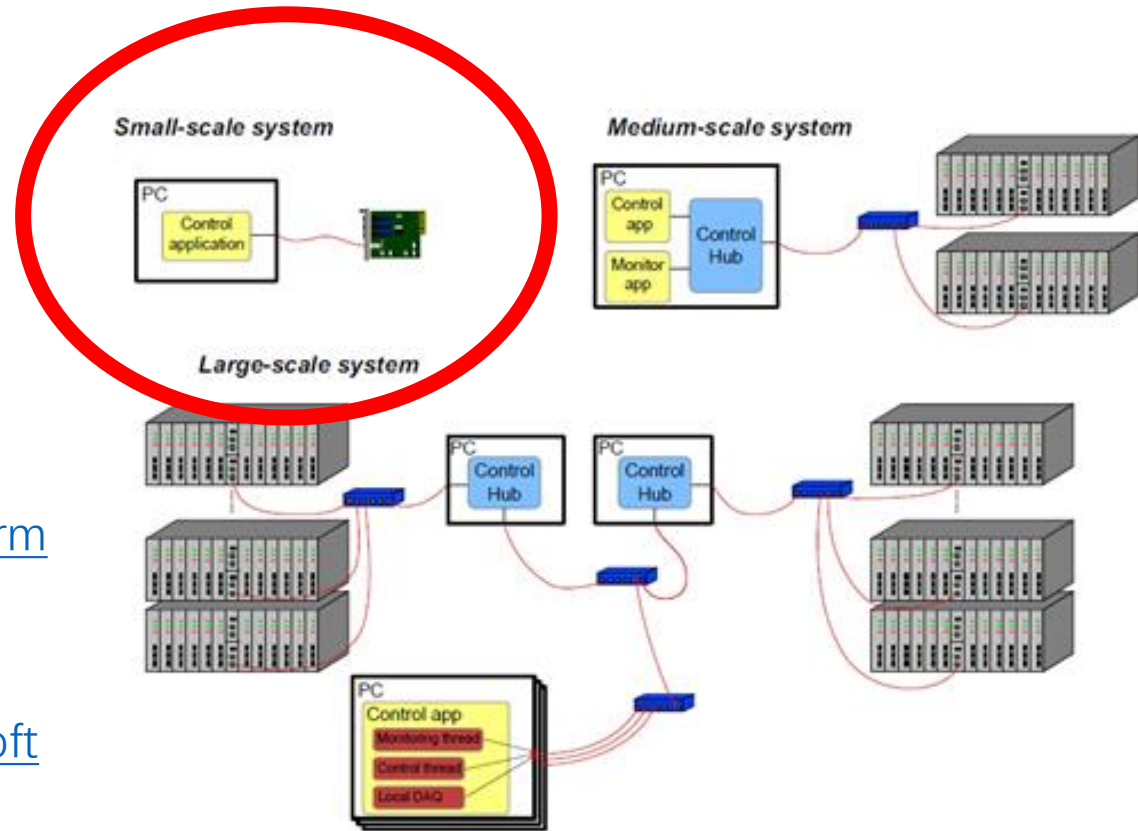 Small-scale system
PC
Control
application
Medium-scale system
PC
Control
app
Monitor
app
Control
Hub
Large-scale system
PC
Control
Hub
PC
Control
Hub
rm
oft
PC
Control app
Monitoring thread
Control thread
Local DAQ